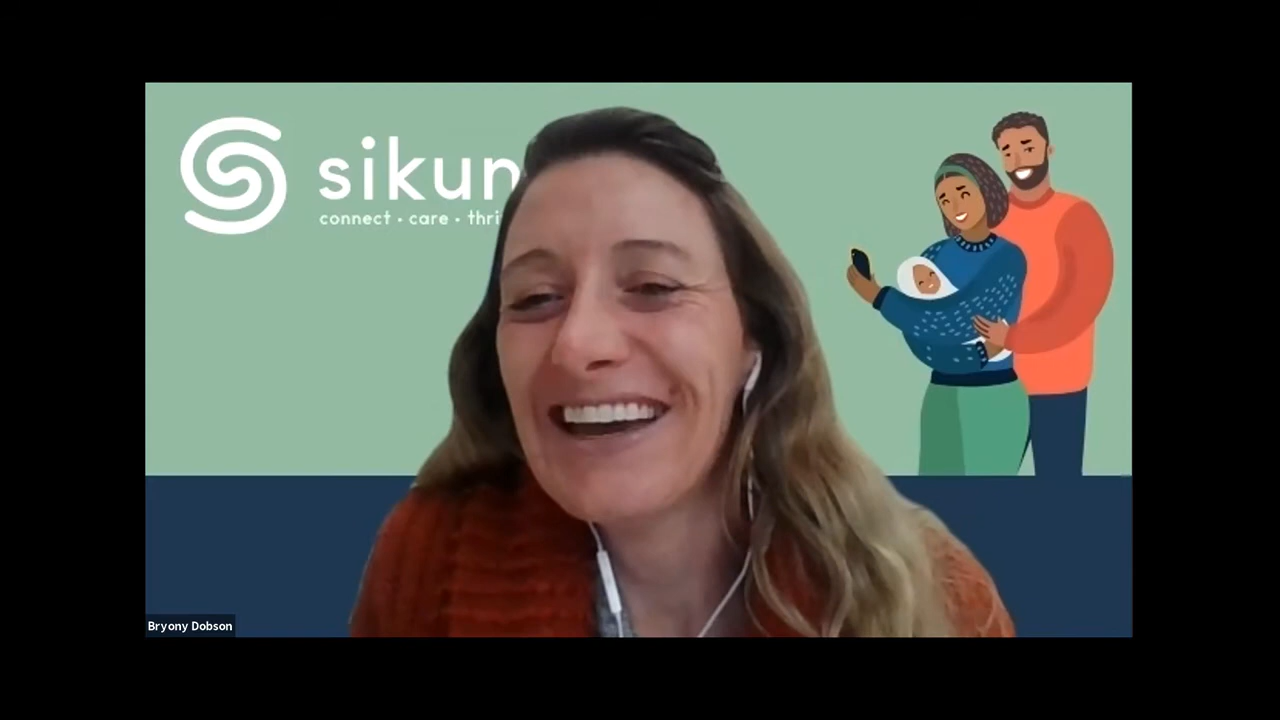 sikun
connect • care • thri
Bryony Dobson